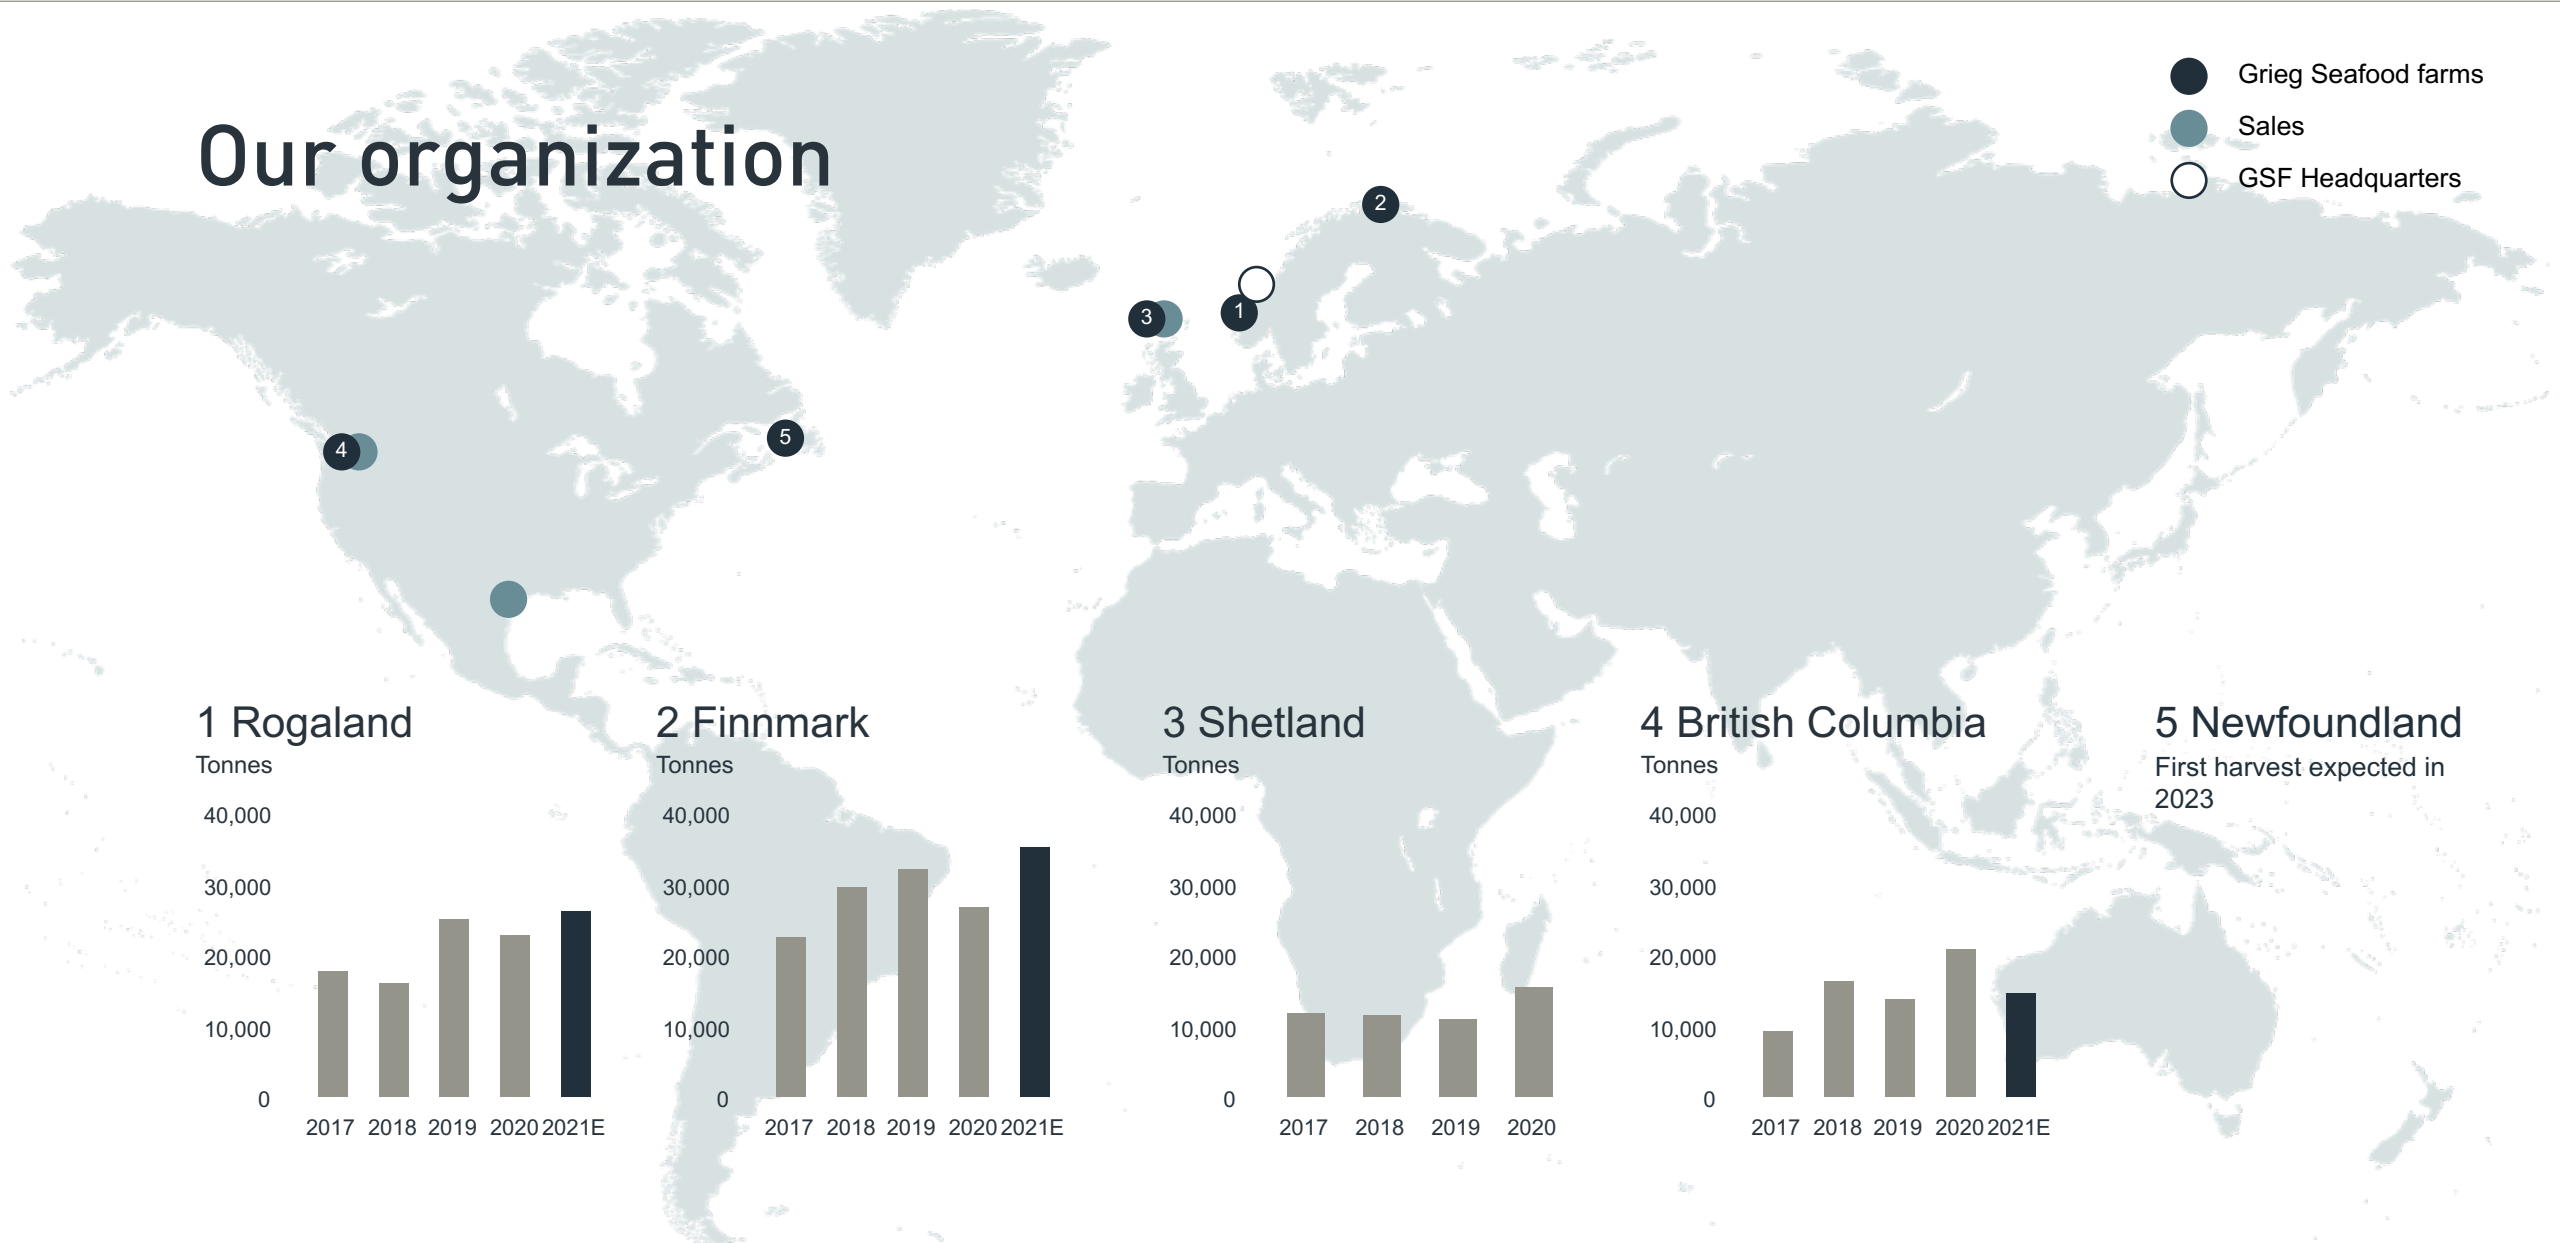 Our organization
Grieg Seafood farms
Sales
GSF Headquarters
2
1
3
4
5
1 Rogaland
Tonnes
40,000
30,000
20,000
10,000
0
2017 2018 2019 2020 2021E
2 Finnmark
Tonnes
40,000
30,000
20,000
10,000
0
2017 2018 2019 2020 2021E
3 Shetland
Tonnes
40,000
30,000
20,000
10,000
0
2017 2018 2019 2020
4 British Columbia
Tonnes
40,000
30,000
20,000
10,000
0
2017 2018 2019 2020 2021E
5 Newfoundland
First harvest expected in
2023